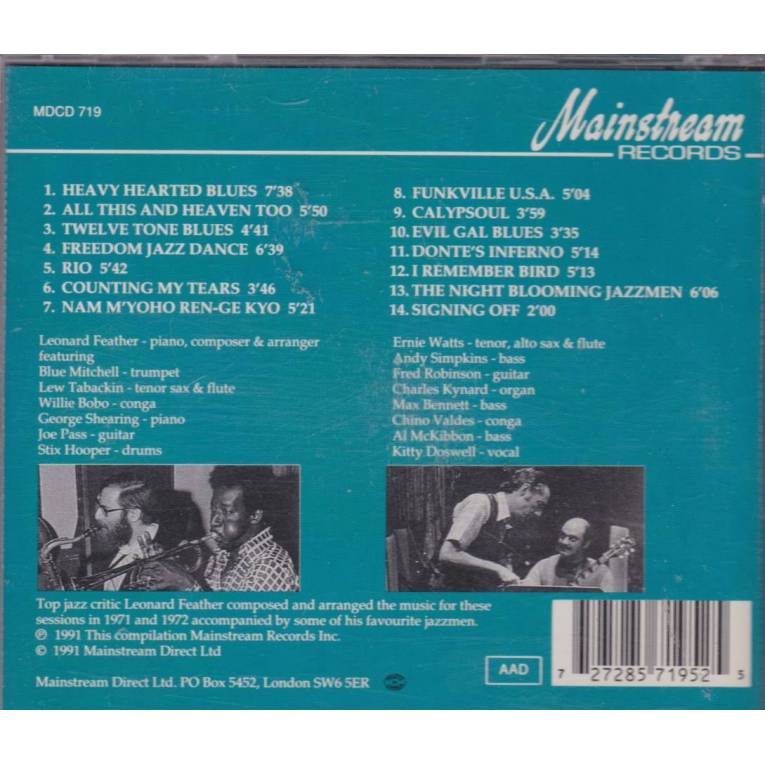 MDCD 719
Mainstream
RECORDS
1. HEAVY HEARTED BLUES 7'38
2. ALL THIS AND HEAVEN TOO 5'50
3. TWELVE TONE BLUES 4'41
4. FREEDOM JAZZ DANCE 6'39
5. RIO 5'42
6. COUNTING MY TEARS 3'46
7. NAM M'YOHO REN-GE KYO 5'21
8. FUNKVILLE U.S.A. 5'04
9. CALYPSOUL 3'59
10. EVIL GAL BLUES 3'35
11. DONTE'S INFERNO 5'14
12. I REMEMBER BIRD 5'13
13. THE NIGHT BLOOMING JAZZMEN 6'06
14. SIGNING OFF 2'00
Leonard Feather - piano, composer & arranger
featuring
Blue Mitchell - trumpet
Lew Tabackin - tenor sax & flute
Willie Bobo - conga
George Shearing - piano
Joe Pass - guitar
Stix Hooper - drums
Ernie Watts - tenor, alto sax & flute
Andy Simpkins - bass
Fred Robinson - guitar
Charles Kynard - organ
Max Bennett - bass
Chino Valdes - conga
Al McKibbon - bass
Kitty Doswell - vocal
Top jazz critic Leonard Feather composed and arranged the music for these
sessions in 1971 and 1972 accompanied by some of his favourite jazzmen.
℗ 1991 This compilation Mainstream Records Inc.
© 1991 Mainstream Direct Ltd
Mainstream Direct Ltd. PO Box 5452, London SW6 5ER
AAD
7 27285 71952 5